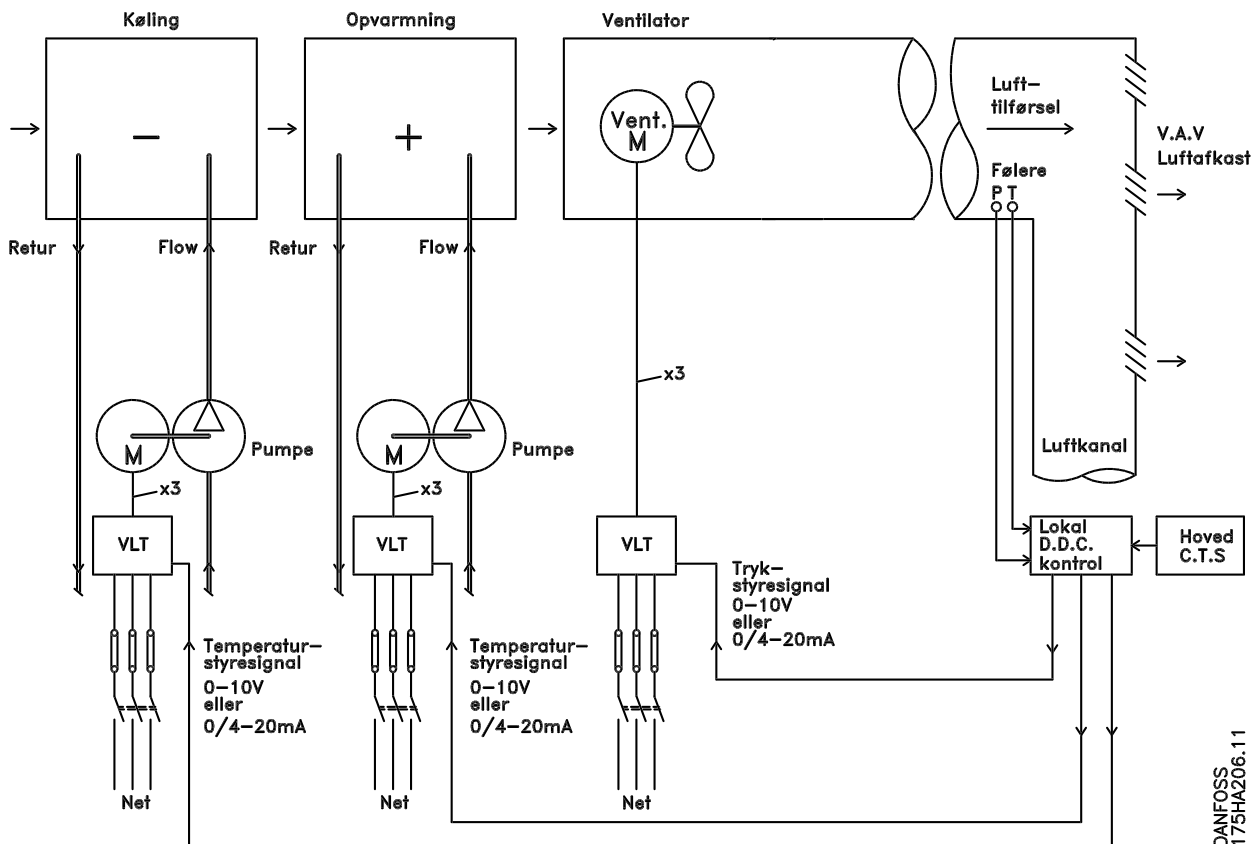 Køling
Opvarmning
Ventilator
−
+
Vent.
M
Luft−
tilførsel
V.A.V
Luftafkast
Følere
P T
Retur
Flow
Retur
Flow
x3
M
Pumpe
M
Pumpe
Luftkanal
x3
x3
VLT
VLT
VLT
Lokal
D.D.C.
kontrol
Hoved
C.T.S
Tryk−
styresignal
0−10V
eller
0/4−20mA
Temperatur−
styresignal
0−10V
eller
0/4−20mA
Temperatur−
styresignal
0−10V
eller
0/4−20mA
Net
Net
Net
DANFOSS
175HA206.11